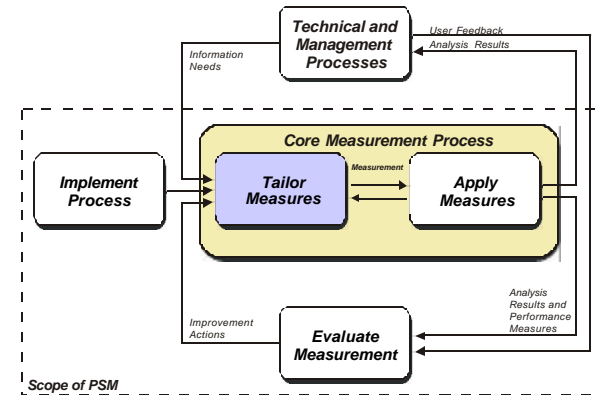 Technical and
Management
Processes
User Feedback
Analysis Results
Information
Needs
Core Measurement Process
Implement
Process
Tailor
Measures
Measurement
Apply
Measures
Analysis
Results and
Performance
Measures
Improvement
Actions
Evaluate
Measurement
Scope of PSM